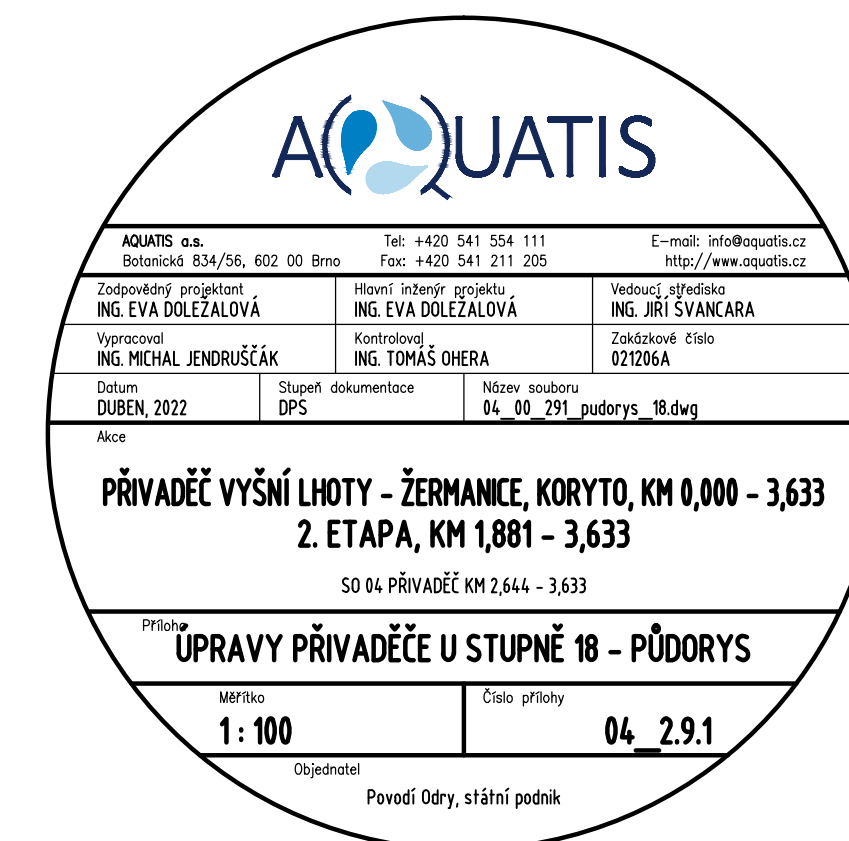 AQUATIS
AQUATIS a.s. Tel: +420 541 554 111 E-mail: info@aquatis.cz
Botanická 834/56, 602 00 Brno Fax: +420 541 211 205 http://www.aquatis.cz
Zodpovědný projektant Hlavní inženýr projektu Vedoucí střediska
ING. EVA DOLEŽALOVÁ ING. EVA DOLEŽALOVÁ ING. JIŘÍ ŠVANCARA
Vypracoval Kontroloval Zakázkové číslo
ING. MICHAL JENDRUŠČÁK ING. TOMÁŠ OHERA 021206A
Datum Stupeň dokumentace Název souboru
DUBEN, 2022 DPS 04_00_291_pudorys_18.dwg
Akce
PŘIVADĚČ VYŠNÍ LHOTY - ŽERMANICE, KORYTO, KM 0,000 - 3,633
2. ETAPA, KM 1,881 - 3,633
SO 04 PŘIVADĚČ KM 2,644 - 3,633
Příloha
ÚPRAVY PŘIVADĚČE U STUPNĚ 18 - PŮDORYS
Měřítko Číslo přílohy
1 : 100 04_2.9.1
Objednatel
Povodí Odry, státní podnik